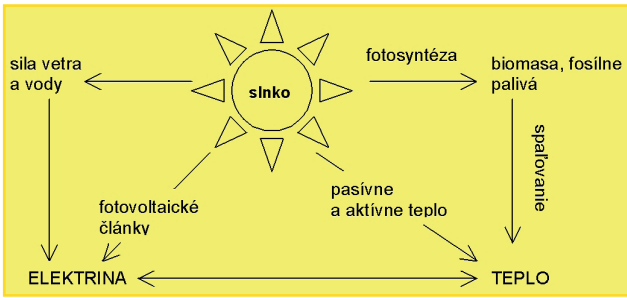 fotosyntéza
sila vetra
a vody
slnko
biomasa, fosílne
palivá
spaľovanie
fotovoltaické
články
pasívne
a aktívne teplo
ELEKTRINA
TEPLO